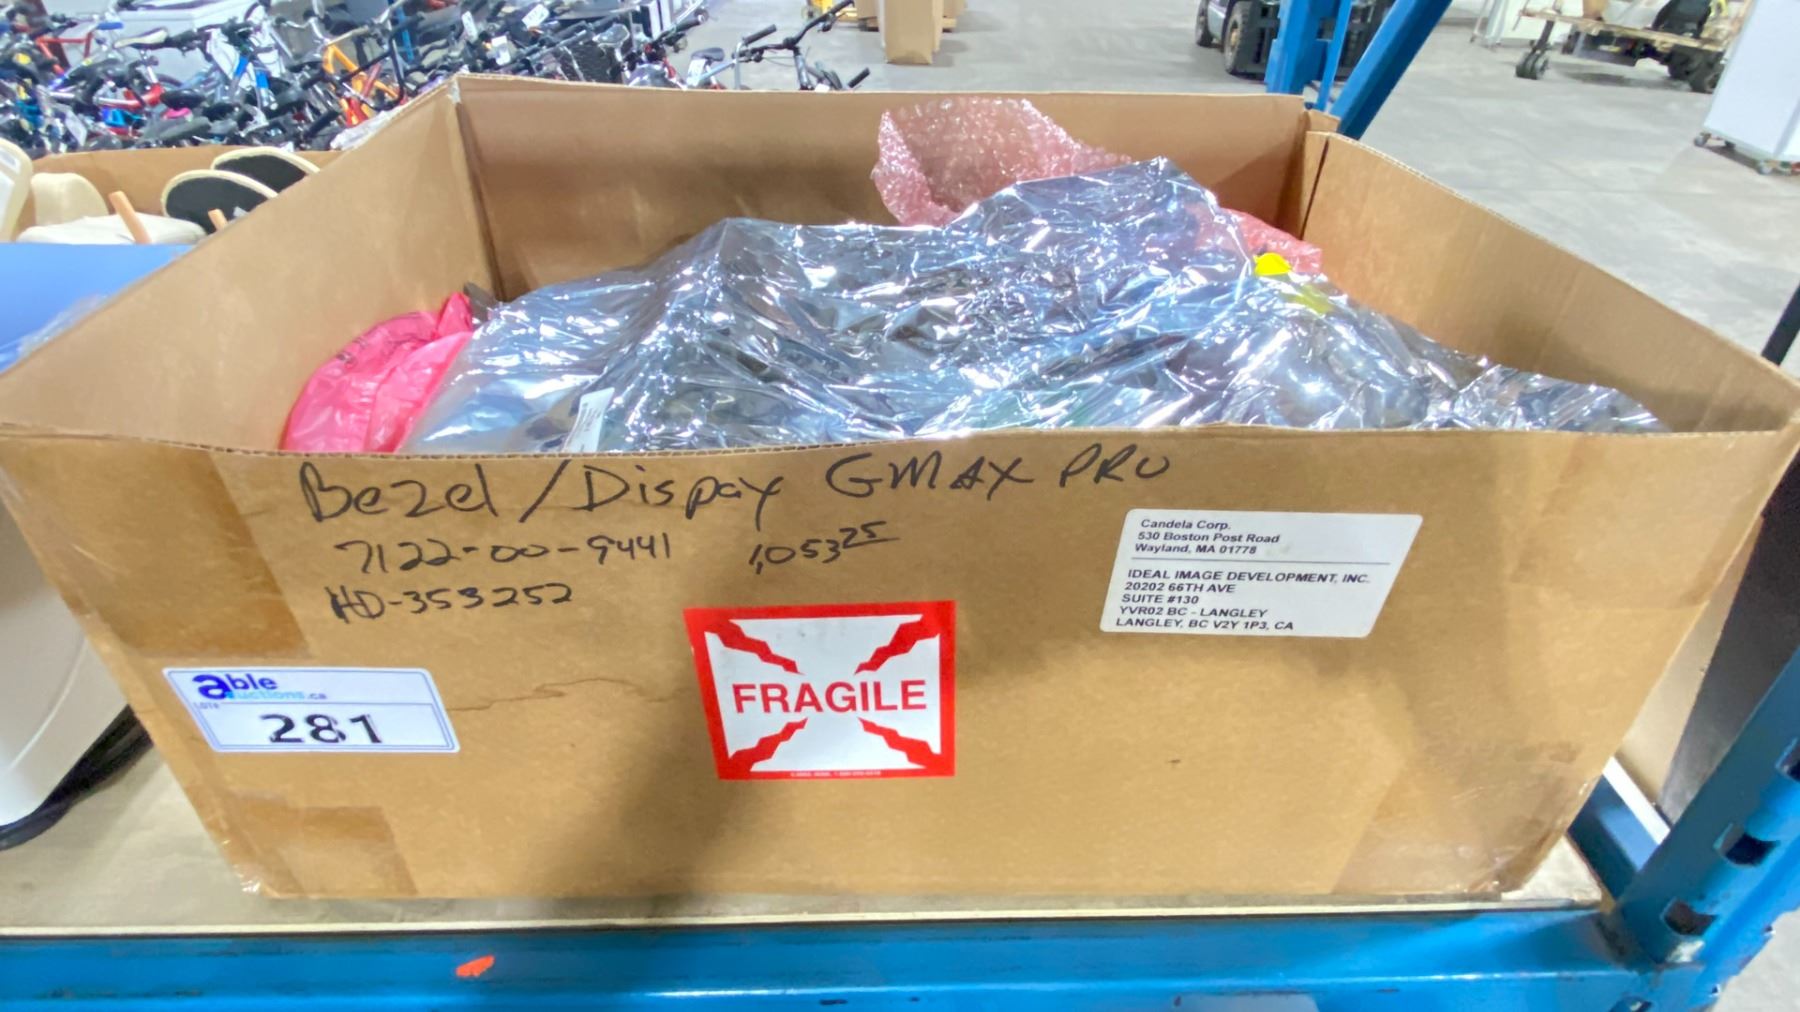 Bezel/Dispay GMAX PRO
7122-00-9441 1,053 25
HD-353252
Candela Corp.
530 Boston Post Road
Wayland, MA 01778
IDEAL IMAGE DEVELOPMENT, INC.
20202 66TH AVE
SUITE #130
YVR02 BC - LANGLEY
LANGLEY, BC V2Y 1P3, CA
FRAGILE
able
auctions.ca
LOT#
281